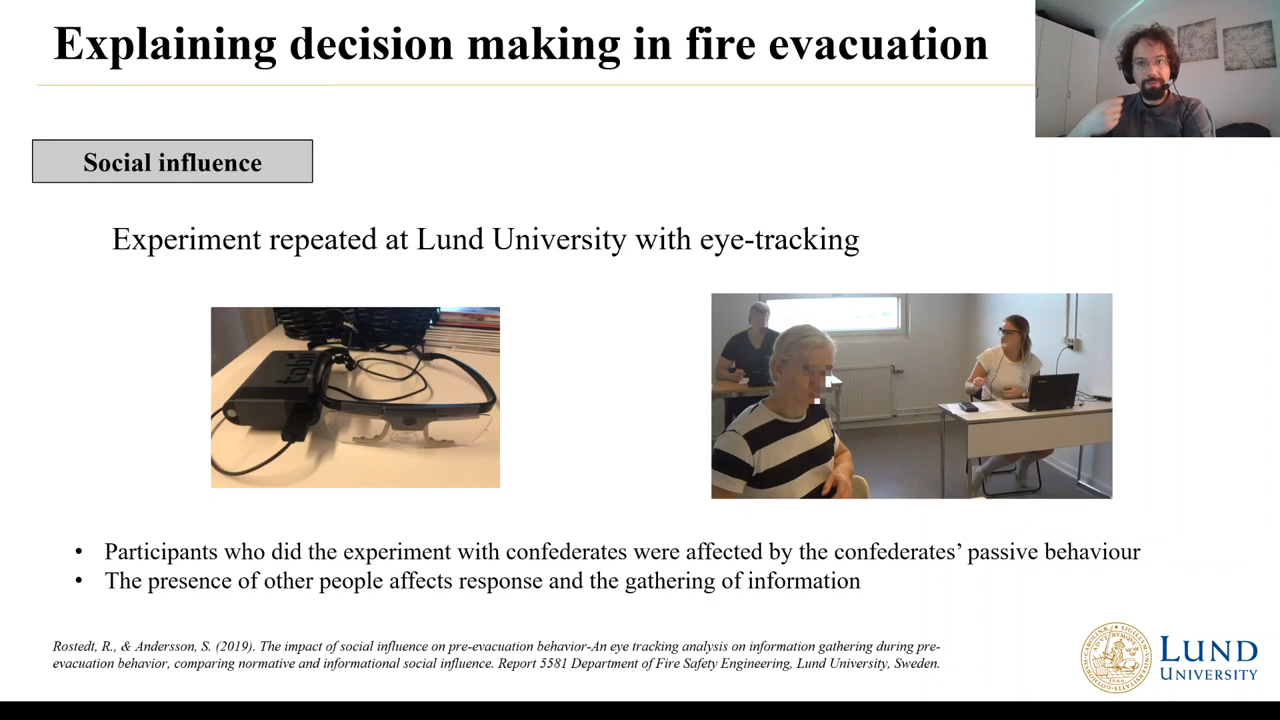 Explaining decision making in fire evacuation
Social influence
Experiment repeated at Lund University with eye-tracking
tobii
• Participants who did the experiment with confederates were affected by the confederates’ passive behaviour
• The presence of other people affects response and the gathering of information
Rostedt, R., & Andersson, S. (2019). The impact of social influence on pre-evacuation behavior-An eye tracking analysis on information gathering during pre-
evacuation behavior, comparing normative and informational social influence. Report 5581 Department of Fire Safety Engineering, Lund University, Sweden.
LUND
UNIVERSITY